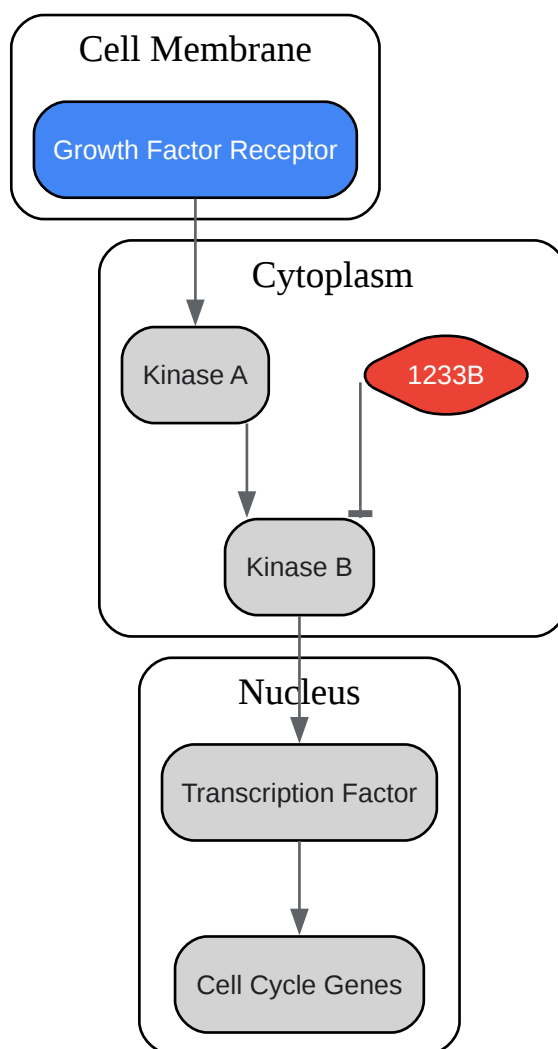 Cell Membrane
Growth Factor Receptor
Cytoplasm
Kinase A
1233B
Kinase B
Nucleus
Transcription Factor
Cell Cycle Genes